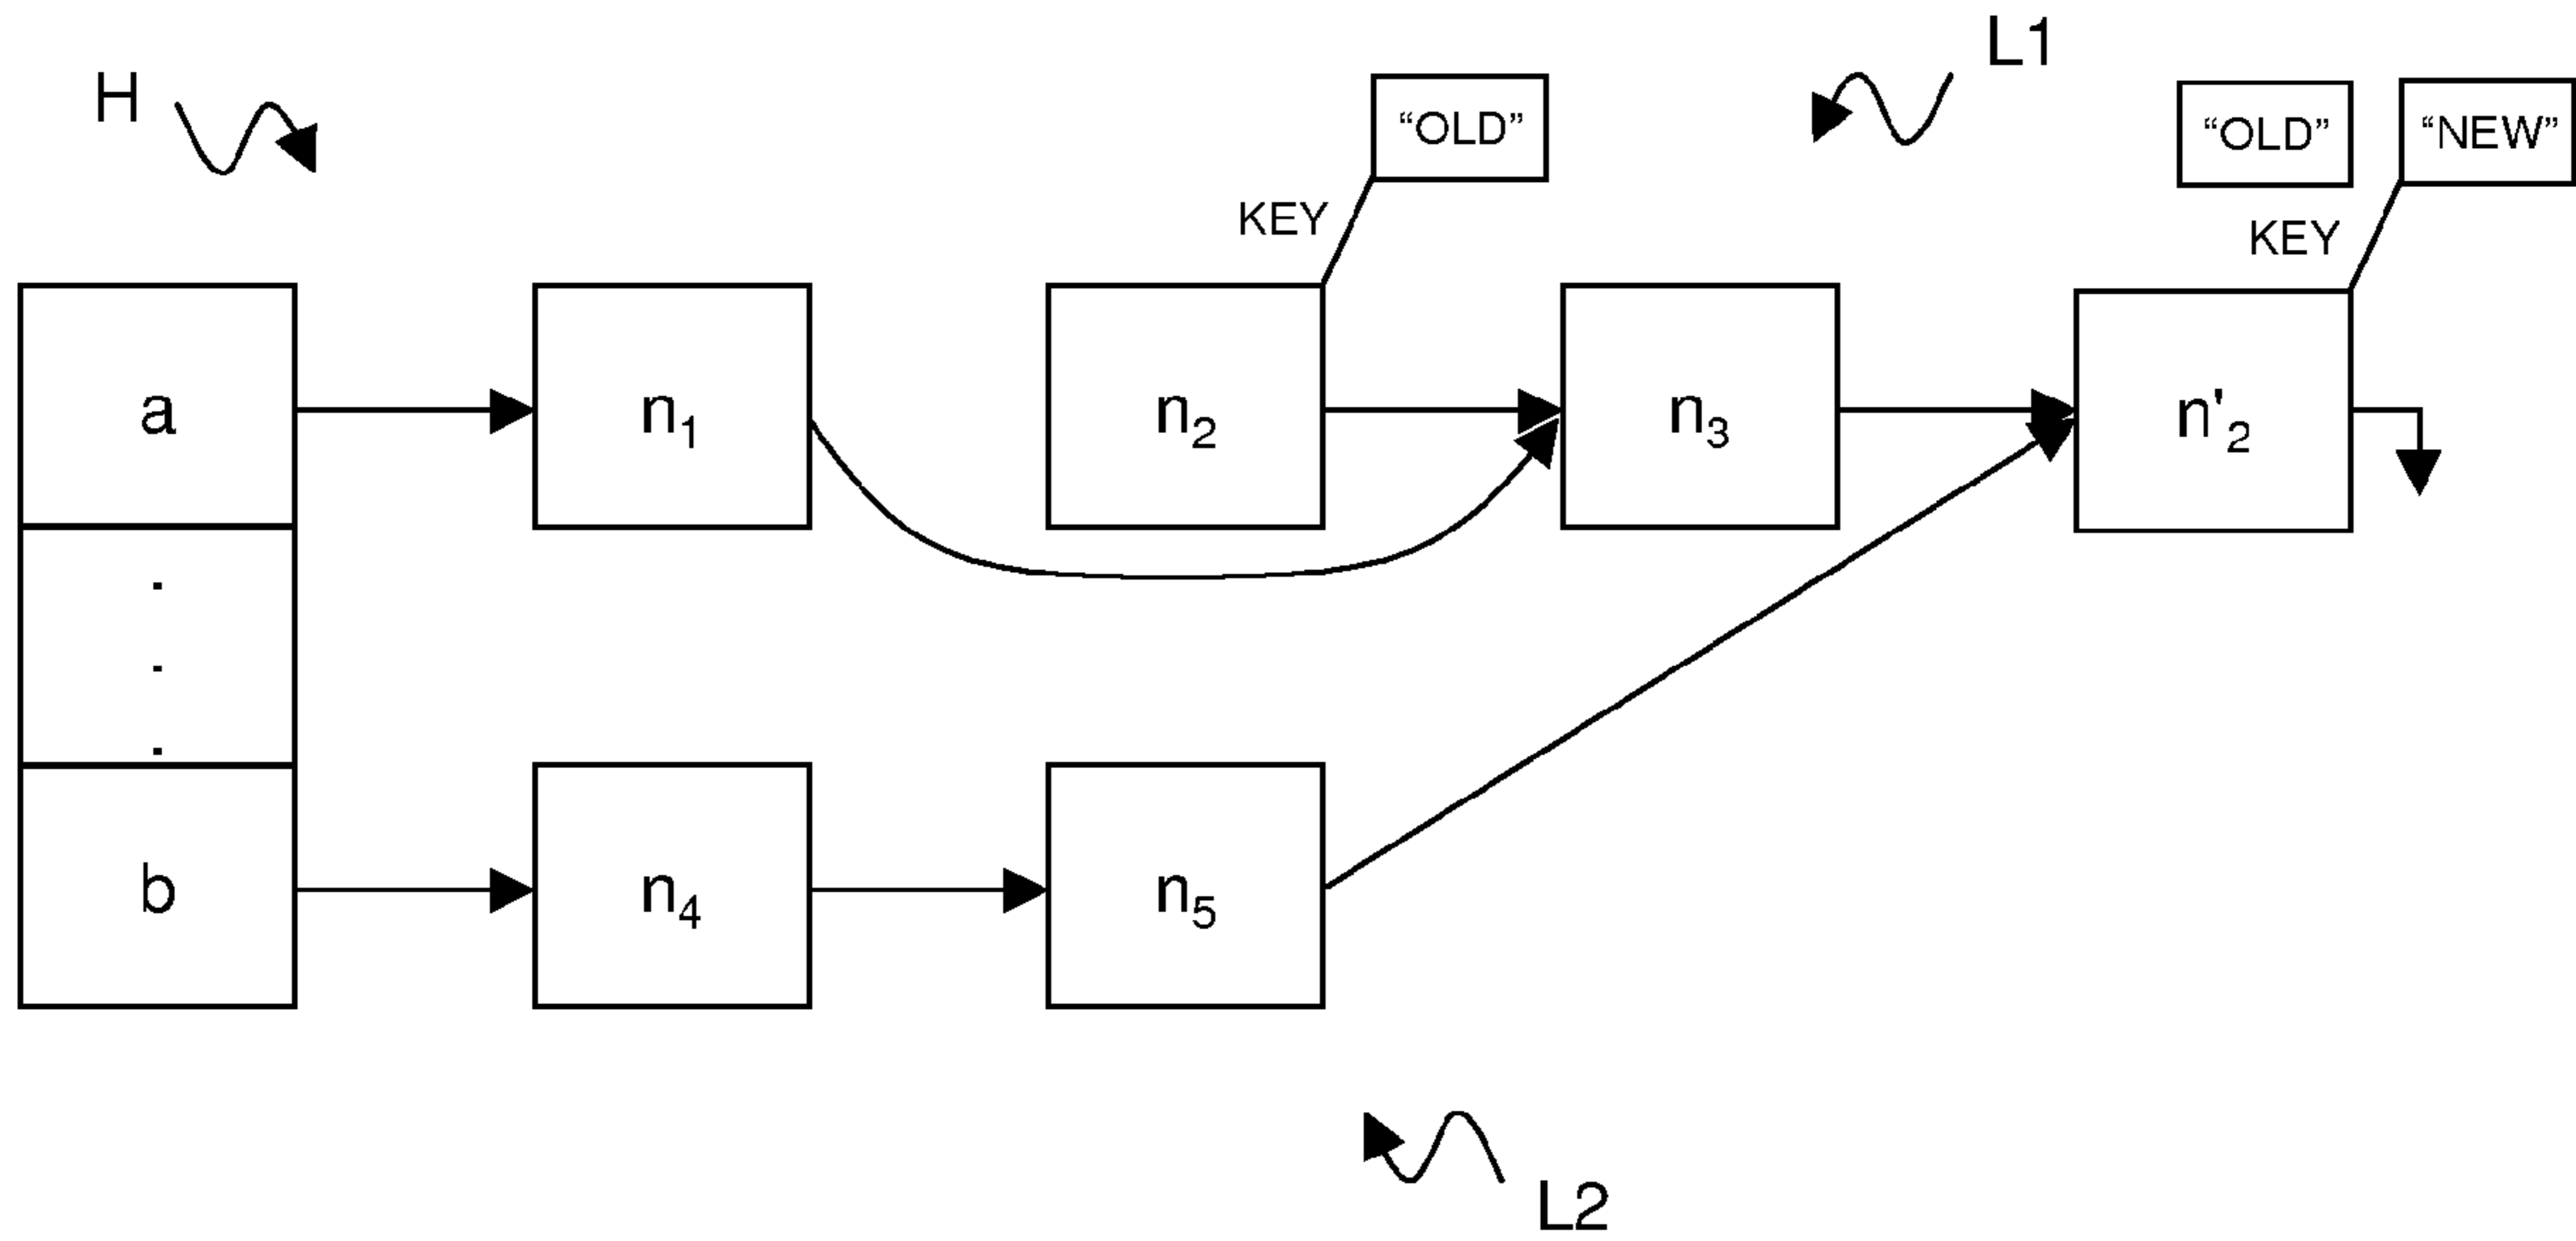 H
L1
“OLD”
“OLD”
“NEW”
KEY
KEY
a
n₁
n₂
n₃
n'₂
.
.
.
b
n₄
n₅
L2